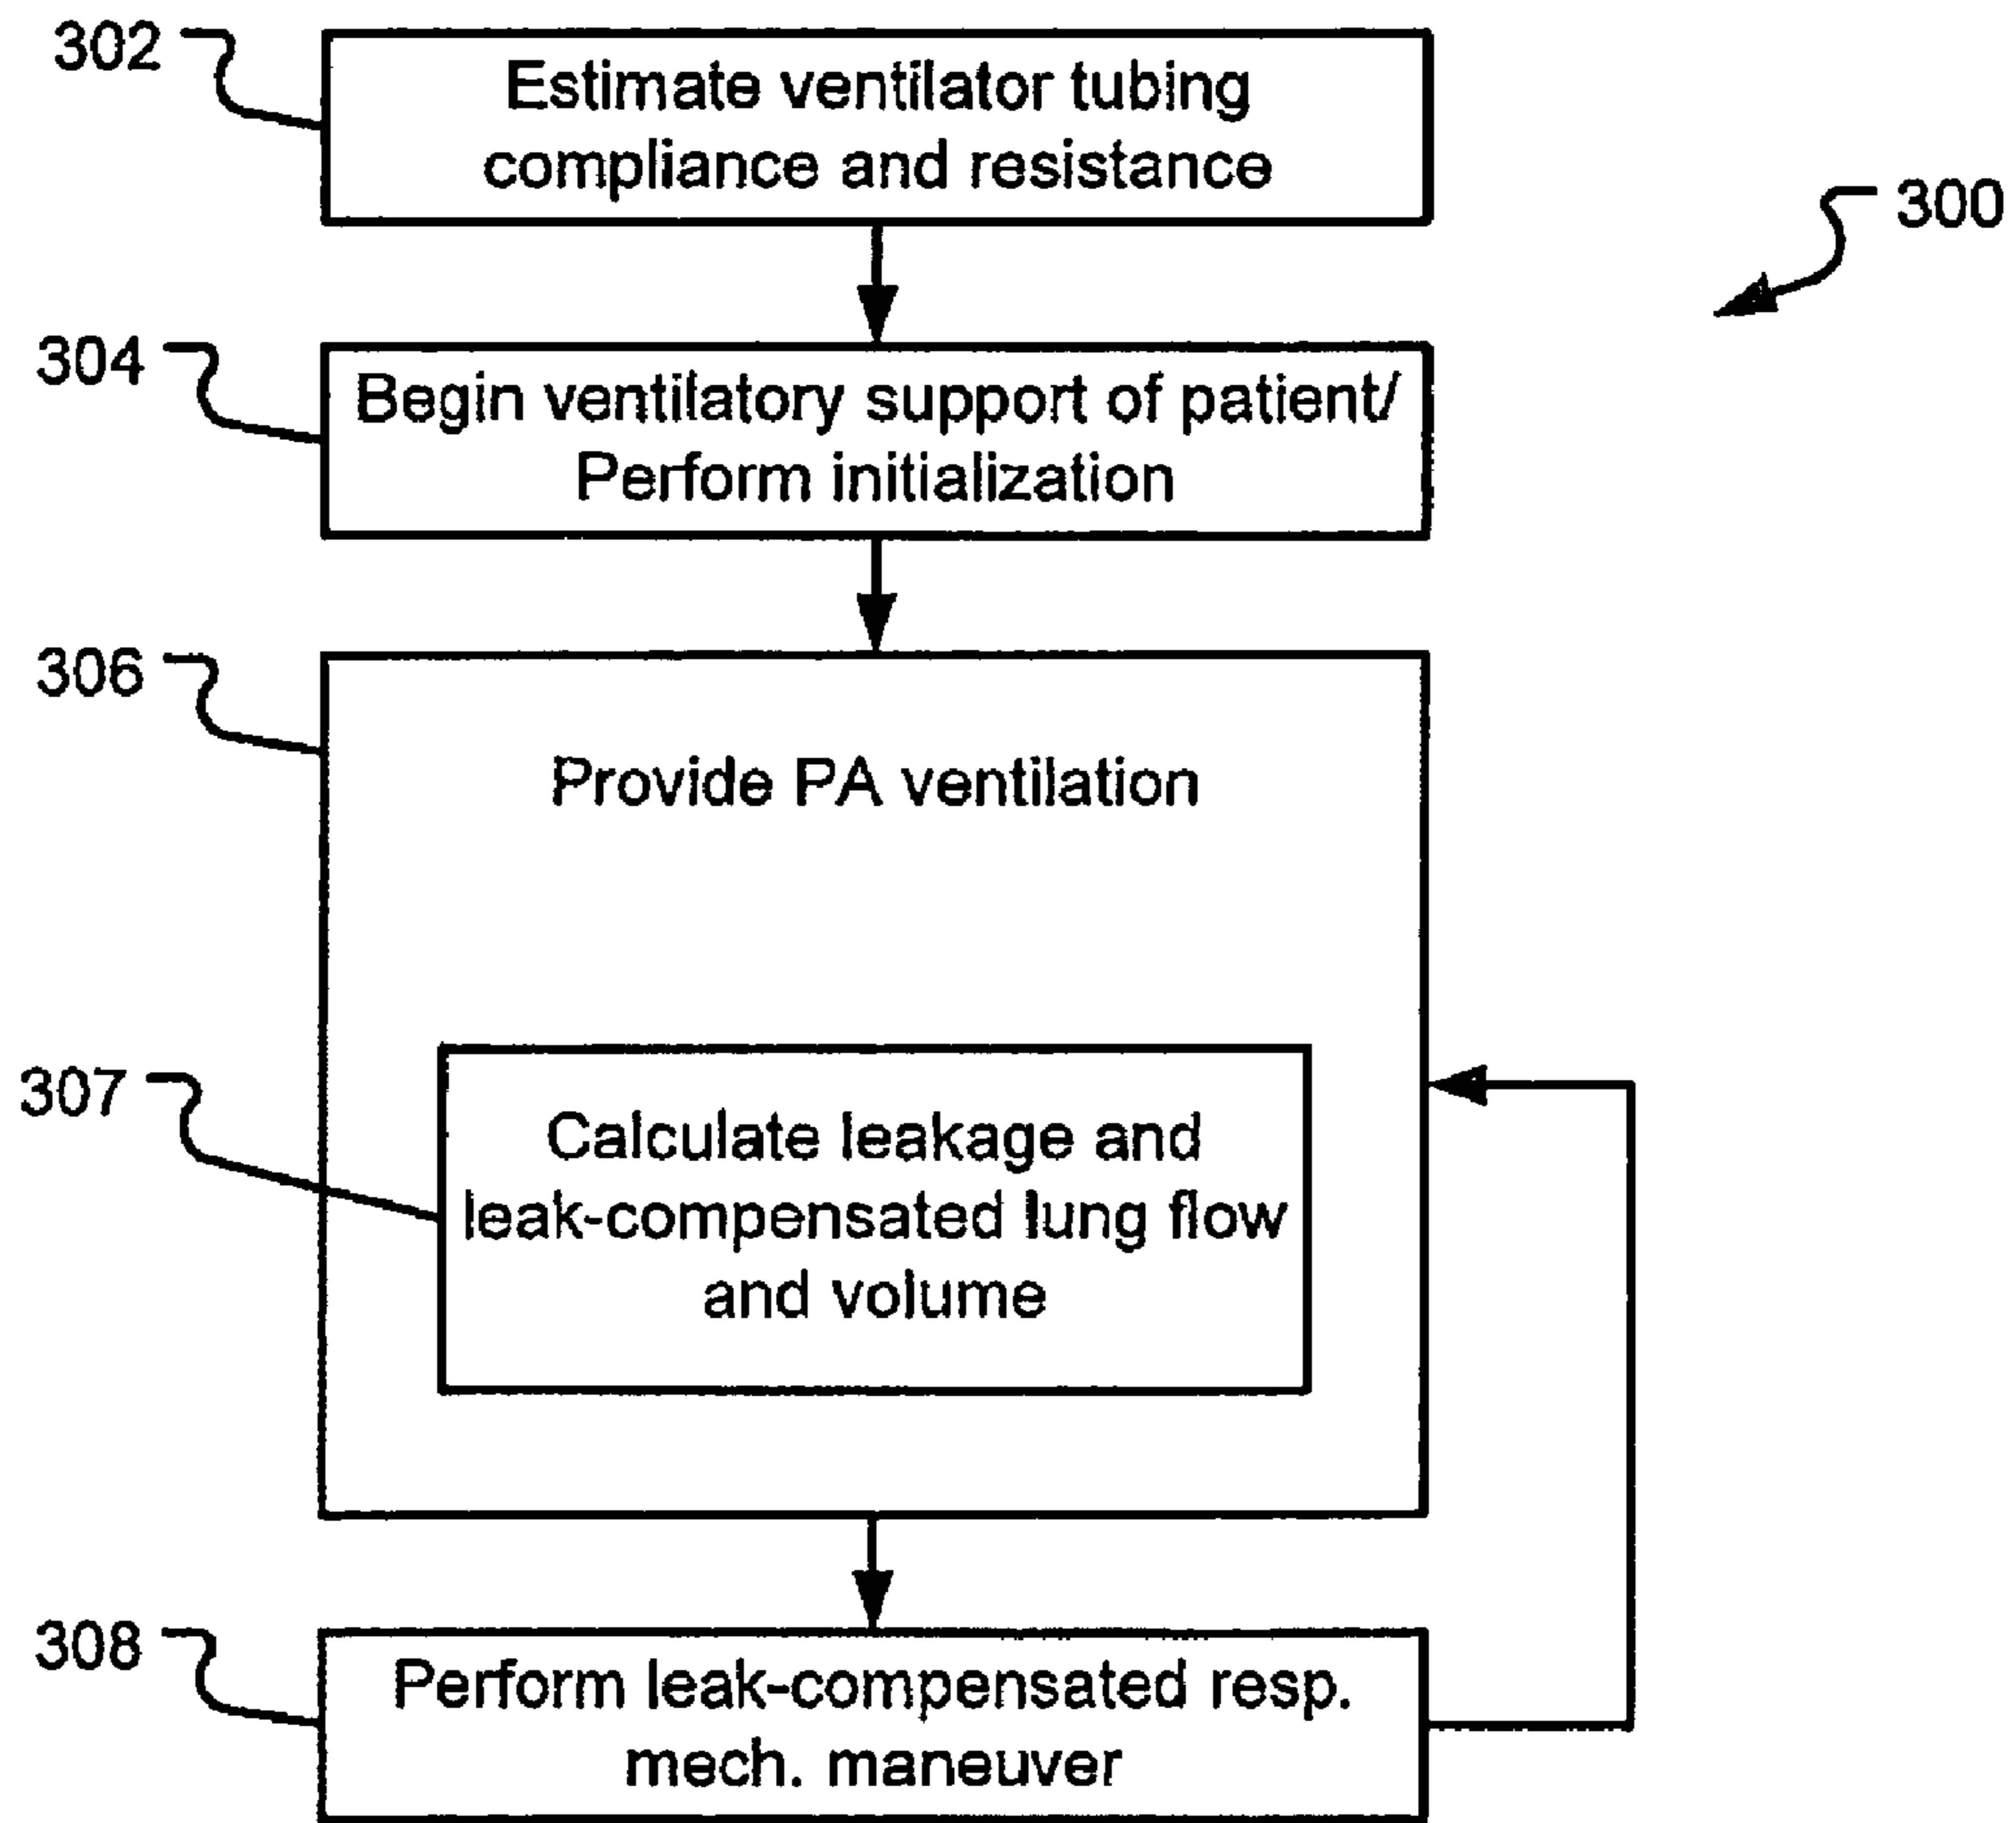 302
Estimate ventilator tubing
compliance and resistance
300
304
Begin ventilatory support of patient/
Perform initialization
306
Provide PA ventilation
307
Calculate leakage and
leak-compensated lung flow
and volume
308
Perform leak-compensated resp.
mech. maneuver